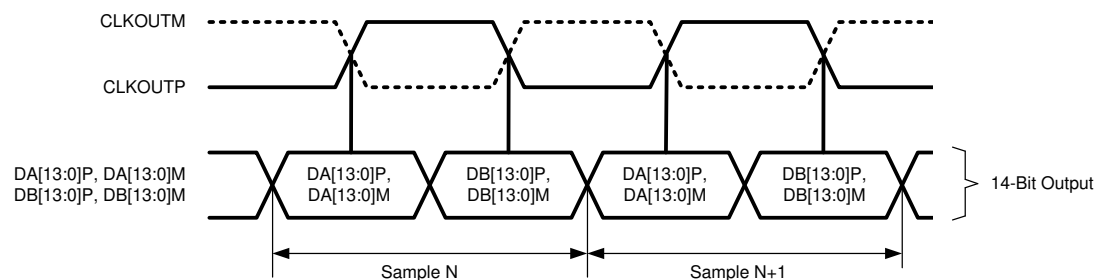 CLKOUTM
CLKOUTP
DA[13:0]P, DA[13:0]M
DB[13:0]P, DB[13:0]M
DA[13:0]P,
DA[13:0]M
DB[13:0]P,
DB[13:0]M
DA[13:0]P,
DA[13:0]M
DB[13:0]P,
DB[13:0]M
14-Bit Output
Sample N
Sample N+1